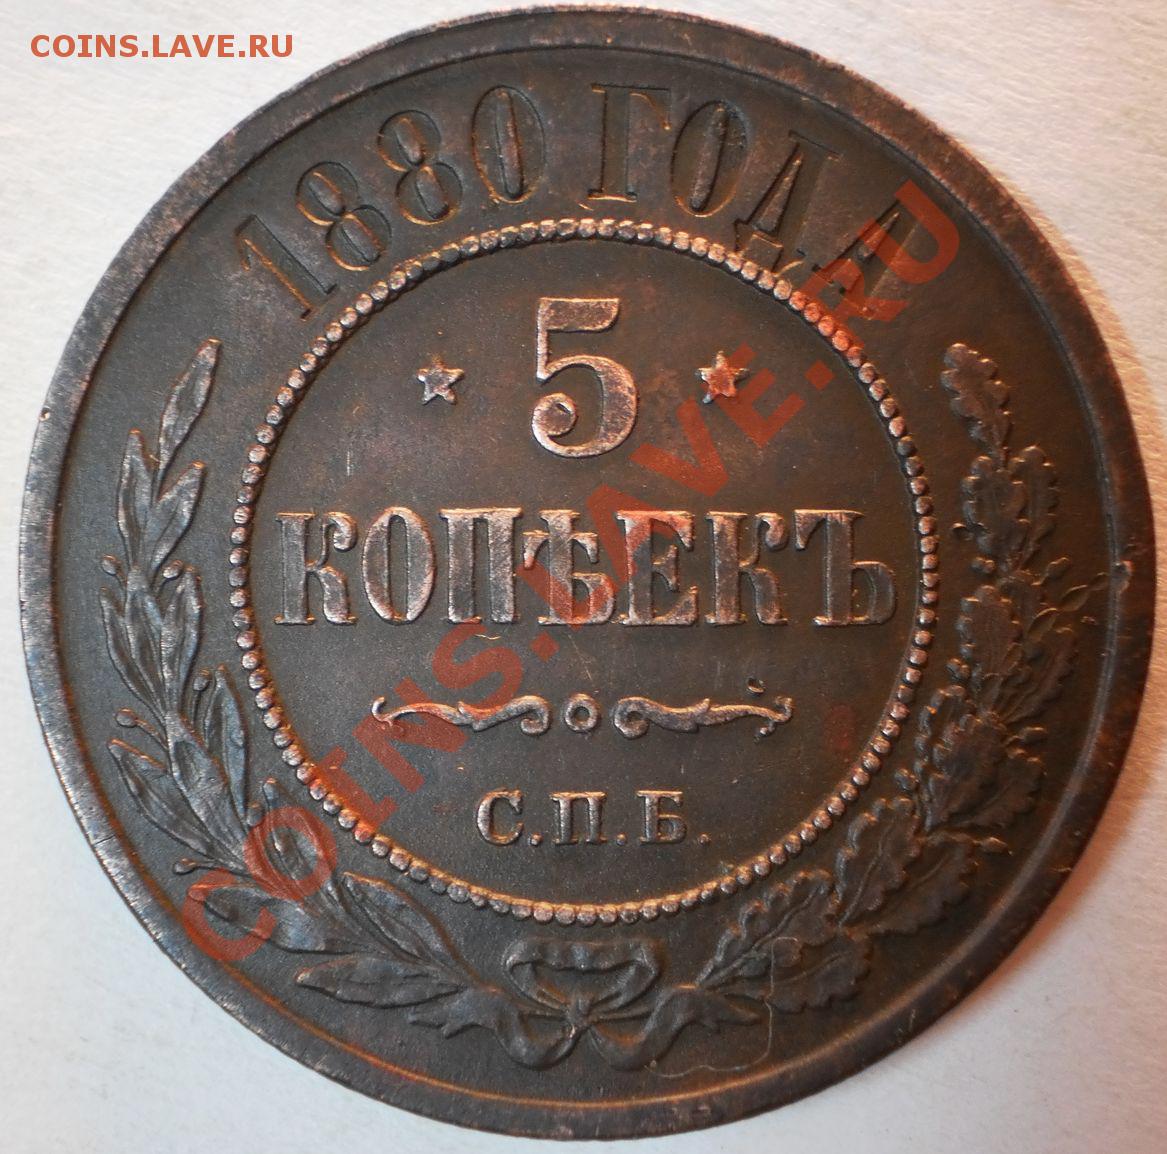 COINS.LAVE.RU
1880 ГОДА
5
КОПѢЕКЪ
С.П.Б.
COINS.LAVE.RU